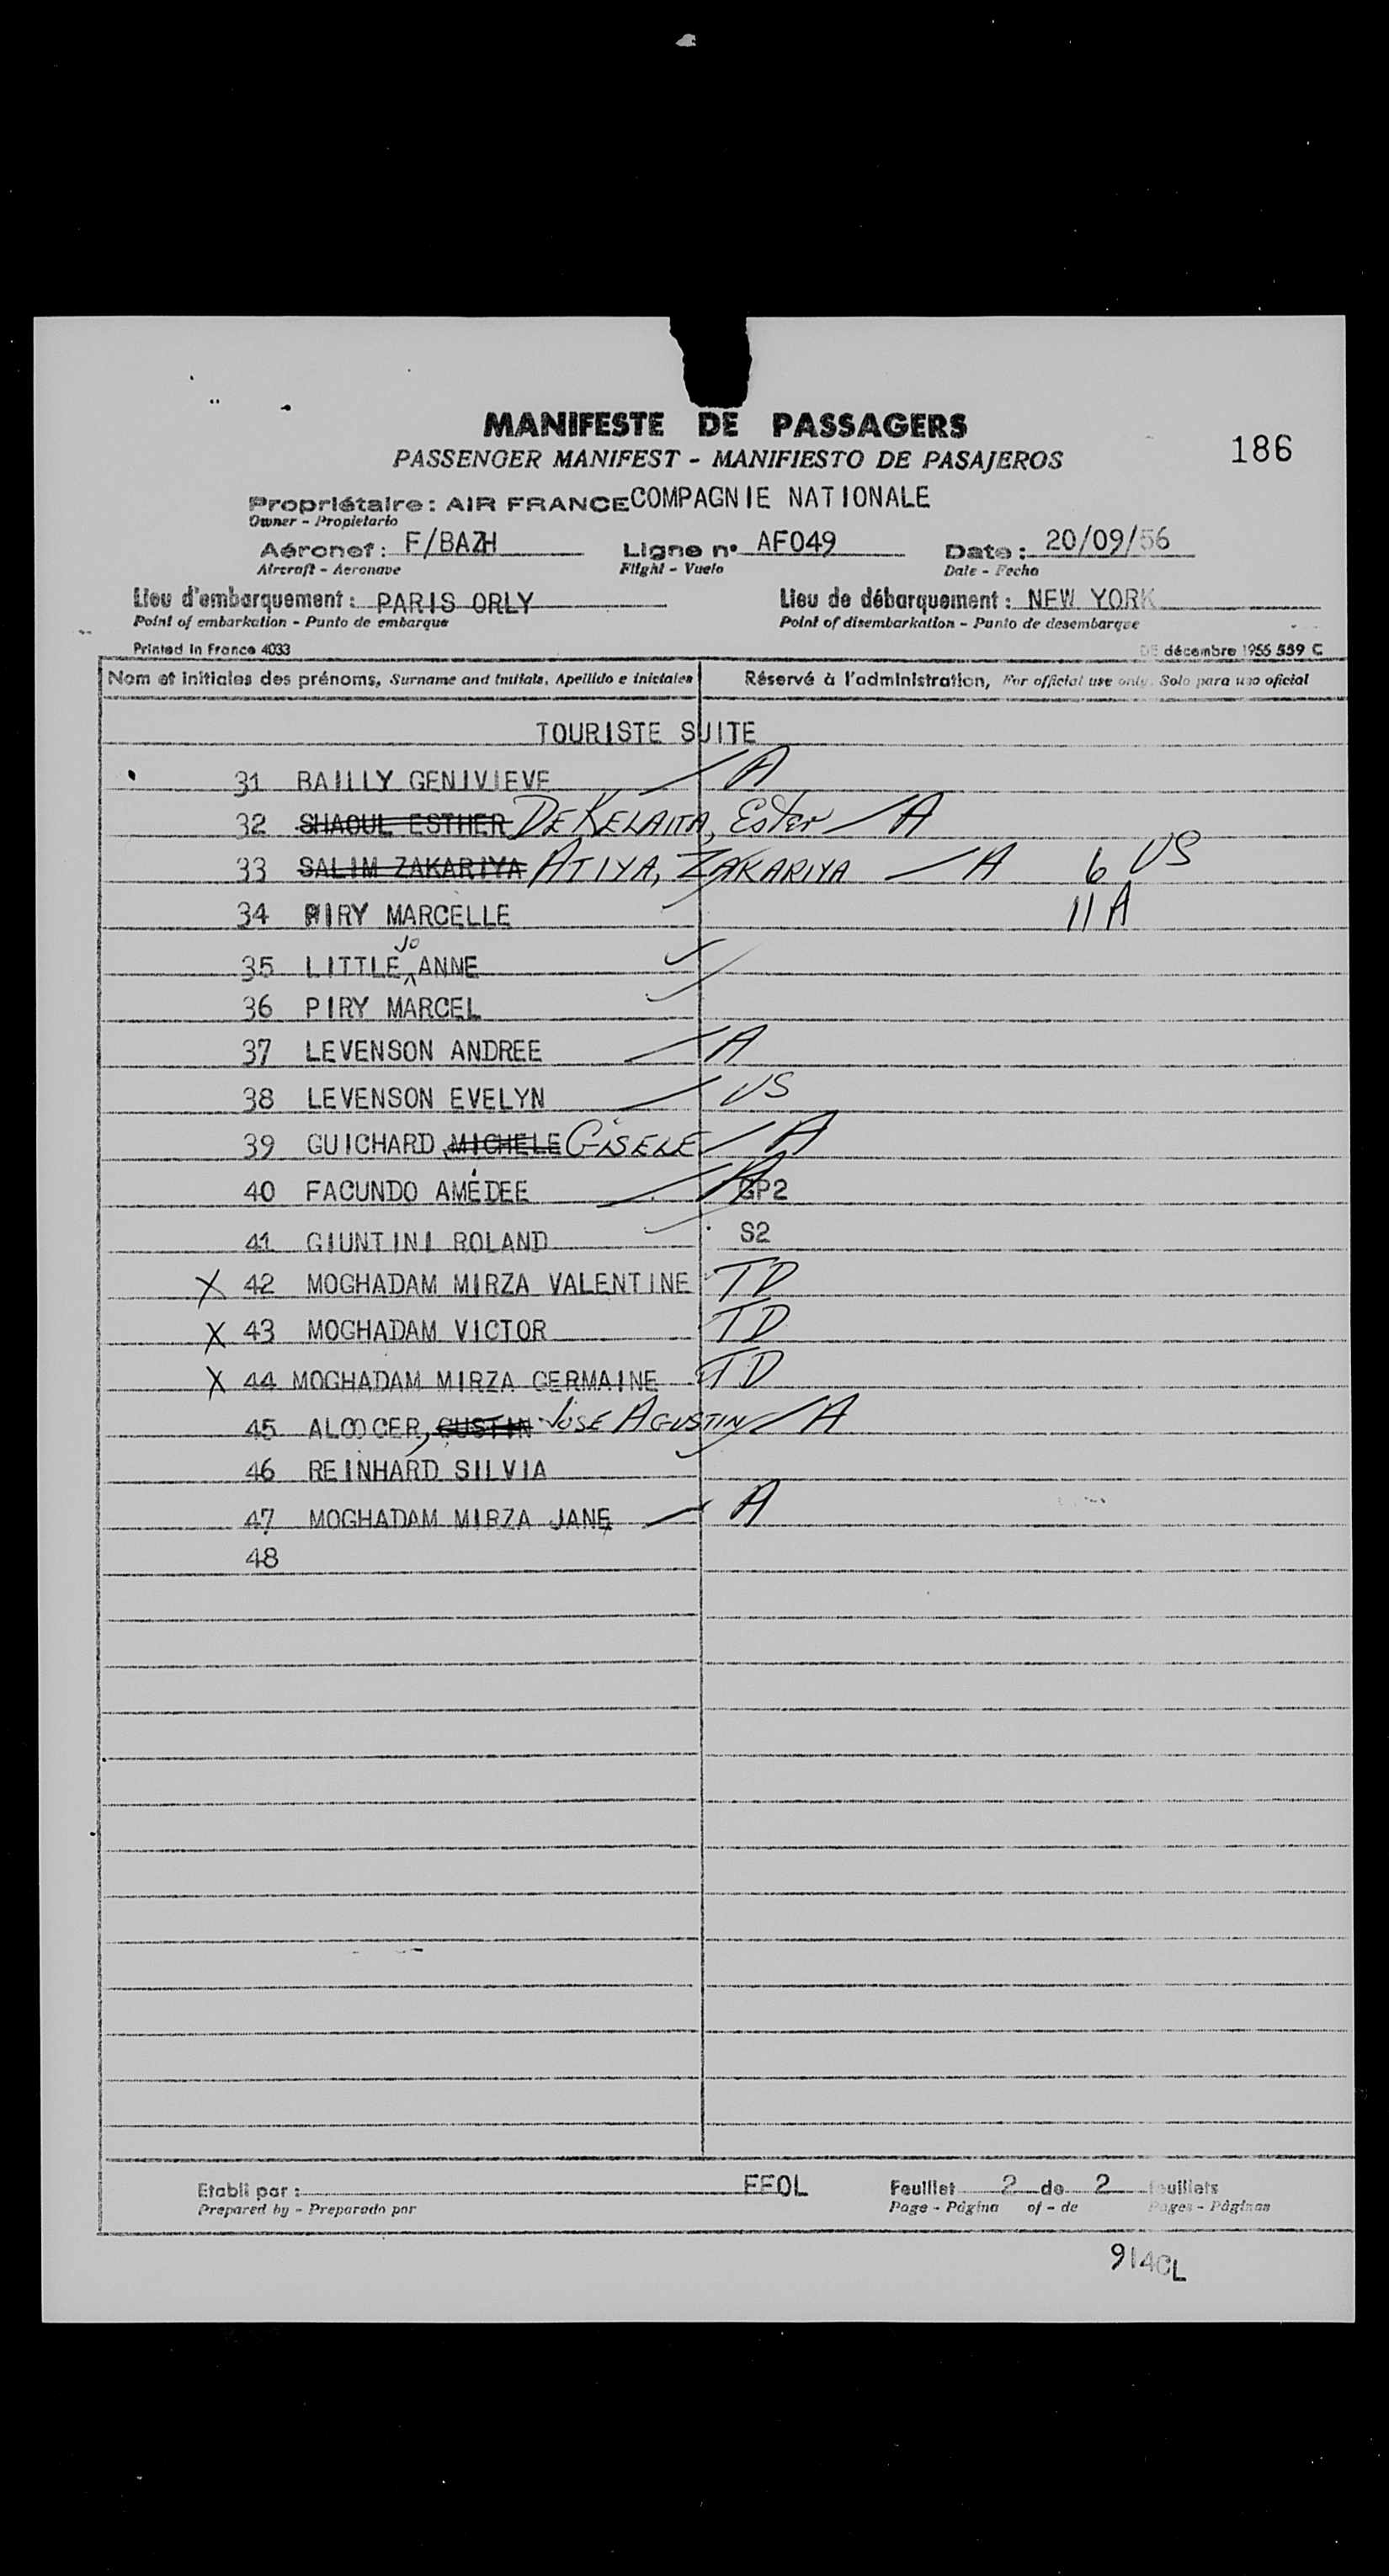 MANIFESTE DE PASSAGERS
PASSENGER MANIFEST - MANIFIESTO DE PASAJEROS
186
Propriétaire : AIR FRANCE COMPAGNIE NATIONALE
Owner - Propietario
Aéronef : F/BAZH Ligne n° AF049 Date : 20/09/56
Aircraft - Aeronave Flight - Vuelo Date - Fecha
Lieu d'embarquement : PARIS ORLY Lieu de débarquement : NEW YORK
Point of embarkation - Punto de embarque Point of disembarkation - Punto de desembarque
Printed in France 4033 décembre 1955 559 C
Nom et initiales des prénoms, Surname and initials, Apellido e iniciales Réservé à l'administration, For official use only. Solo para uso oficial
TOURISTE SUITE
31 BAILLY GENIVIEVE A
32 SHAOUL ESTHER DEKELAITA, Ester A
33 SALIM ZAKARIYA ATIYA, ZAKARIYA A 6 US
34 PIRY MARCELLE 11 A
35 LITTLE JO ANNE
36 PIRY MARCEL
37 LEVENSON ANDREE A
38 LEVENSON EVELYN US
39 GUICHARD MICHELE GISELE A
40 FACUNDO AMÉDEE A GP2
41 GIUNTINI ROLAND S2
X 42 MOGHADAM MIRZA VALENTINE TD
X 43 MOGHADAM VICTOR TD
X 44 MOGHADAM MIRZA GERMAINE TD
45 ALCOCER, GUSTIN JOSE AGUSTIN A
46 REINHARD SILVIA
47 MOGHADAM MIRZA JANE A
48
Etabli par : FFOL Feuillet 2 de 2 feuillets
Prepared by - Preparado por Page - Página of - de Pages - Páginas
914CL